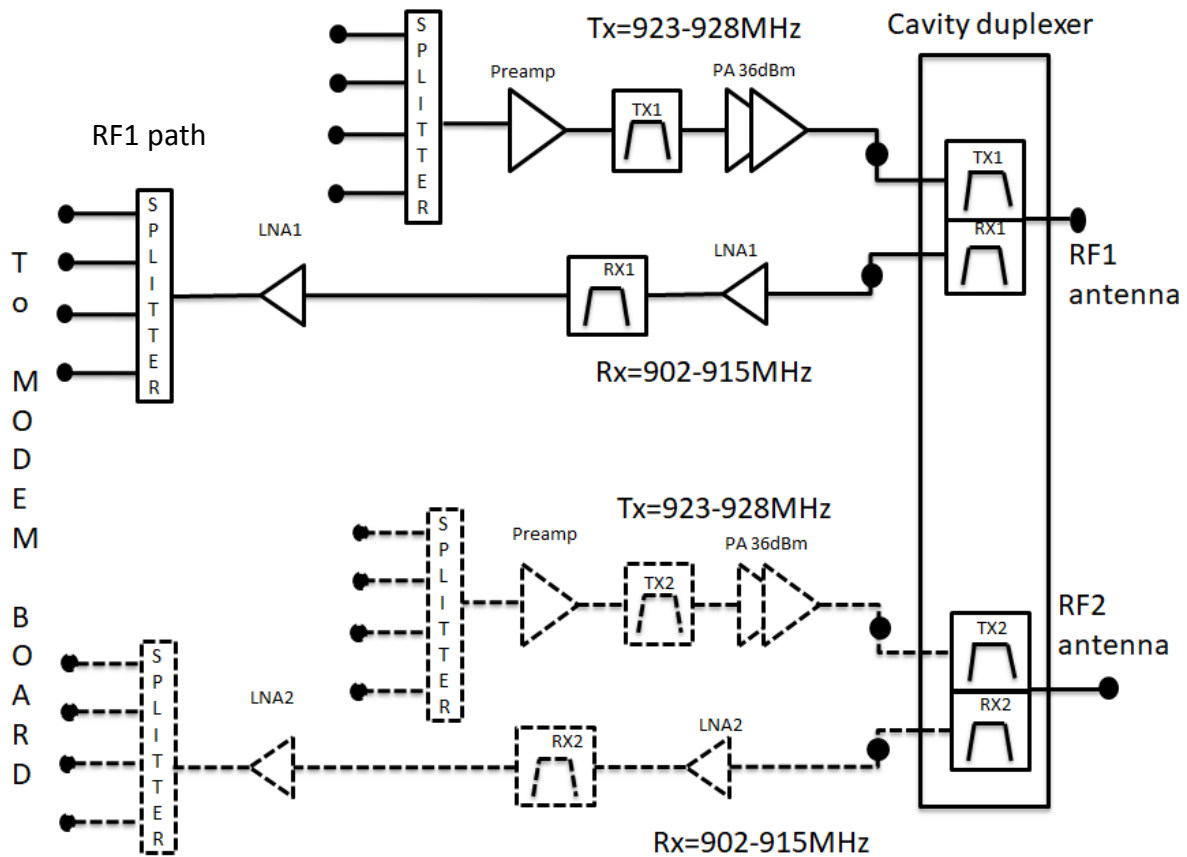 Tx=923-928MHz
Cavity duplexer
SPLITTER
Preamp
TX1
PA 36dBm
RF1 path
TX1
RX1
RF1
antenna
SPLITTER
LNA1
RX1
LNA1
Rx=902-915MHz
To MODEM BOARD
Tx=923-928MHz
SPLITTER
Preamp
TX2
PA 36dBm
TX2
RX2
RF2
antenna
SPLITTER
LNA2
RX2
LNA2
Rx=902-915MHz